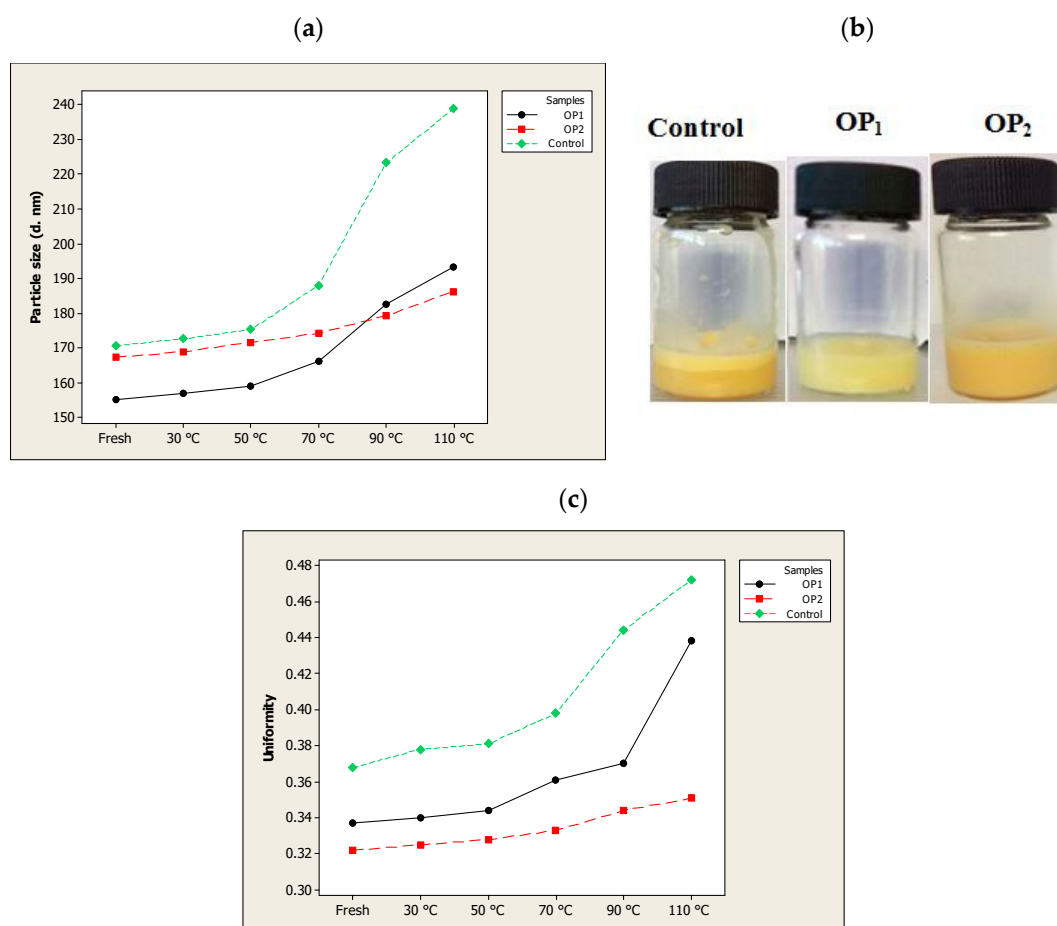 (a)
(b)
240
230
220
210
200
190
180
170
160
150
Particle size (d. nm)
Fresh 30 °C 50 °C 70 °C 90 °C 110 °C
Samples
OP1
OP2
Control
Control OP₁ OP₂
(c)
0.48
0.46
0.44
0.42
0.40
0.38
0.36
0.34
0.32
0.30
Uniformity
Fresh 30 °C 50 °C 70 °C 90 °C 110 °C
Samples
OP1
OP2
Control